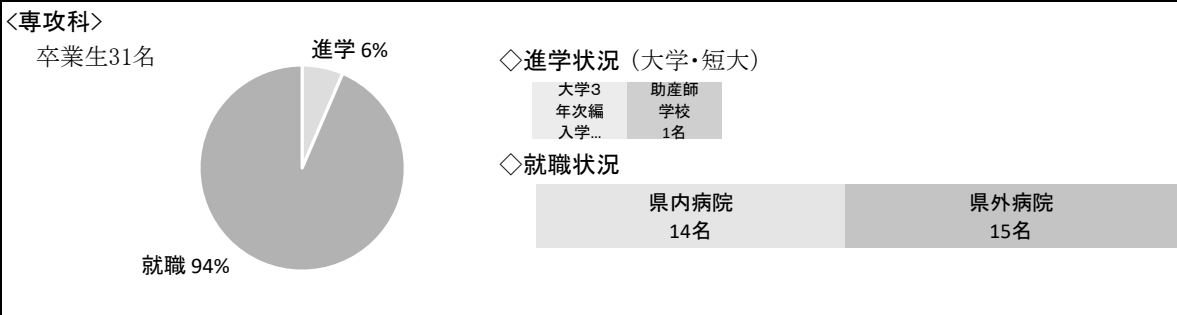 <専攻科>
卒業生31名
進学 6%
就職 94%
◇進学状況（大学・短大）
大学3
年次編
入学...
助産師
学校
1名
◇就職状況
県内病院
14名
県外病院
15名